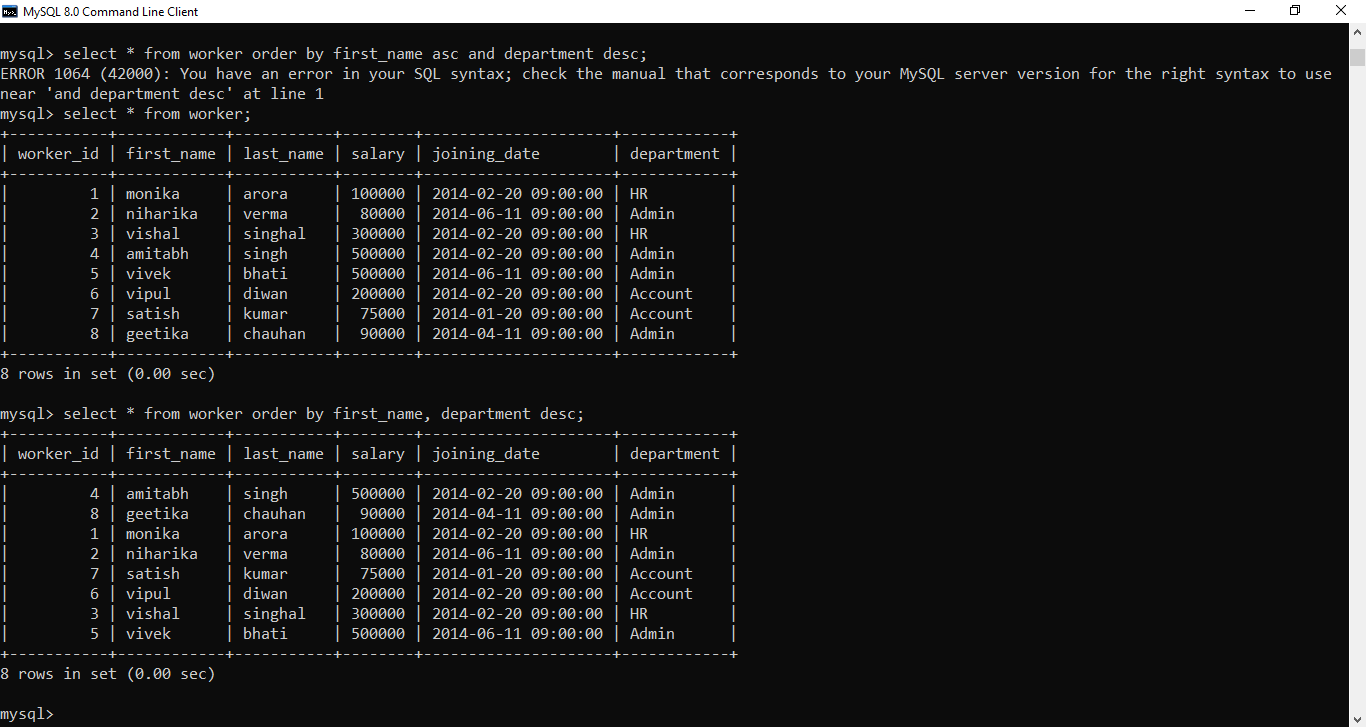 MySQL 8.0 Command Line Client
mysql> select * from worker order by first_name asc and department desc;
ERROR 1064 (42000): You have an error in your SQL syntax; check the manual that corresponds to your MySQL server version for the right syntax to use
near 'and department desc' at line 1
mysql> select * from worker;
+-----------+------------+-----------+--------+---------------------+------------+
| worker_id | first_name | last_name | salary | joining_date        | department |
+-----------+------------+-----------+--------+---------------------+------------+
|         1 | monika     | arora     | 100000 | 2014-02-20 09:00:00 | HR         |
|         2 | niharika   | verma     |  80000 | 2014-06-11 09:00:00 | Admin      |
|         3 | vishal     | singhal   | 300000 | 2014-02-20 09:00:00 | HR         |
|         4 | amitabh    | singh     | 500000 | 2014-02-20 09:00:00 | Admin      |
|         5 | vivek      | bhati     | 500000 | 2014-06-11 09:00:00 | Admin      |
|         6 | vipul      | diwan     | 200000 | 2014-02-20 09:00:00 | Account    |
|         7 | satish     | kumar     |  75000 | 2014-01-20 09:00:00 | Account    |
|         8 | geetika    | chauhan   |  90000 | 2014-04-11 09:00:00 | Admin      |
+-----------+------------+-----------+--------+---------------------+------------+
8 rows in set (0.00 sec)
mysql> select * from worker order by first_name, department desc;
+-----------+------------+-----------+--------+---------------------+------------+
| worker_id | first_name | last_name | salary | joining_date        | department |
+-----------+------------+-----------+--------+---------------------+------------+
|         4 | amitabh    | singh     | 500000 | 2014-02-20 09:00:00 | Admin      |
|         8 | geetika    | chauhan   |  90000 | 2014-04-11 09:00:00 | Admin      |
|         1 | monika     | arora     | 100000 | 2014-02-20 09:00:00 | HR         |
|         2 | niharika   | verma     |  80000 | 2014-06-11 09:00:00 | Admin      |
|         7 | satish     | kumar     |  75000 | 2014-01-20 09:00:00 | Account    |
|         6 | vipul      | diwan     | 200000 | 2014-02-20 09:00:00 | Account    |
|         3 | vishal     | singhal   | 300000 | 2014-02-20 09:00:00 | HR         |
|         5 | vivek      | bhati     | 500000 | 2014-06-11 09:00:00 | Admin      |
+-----------+------------+-----------+--------+---------------------+------------+
8 rows in set (0.00 sec)
mysql>